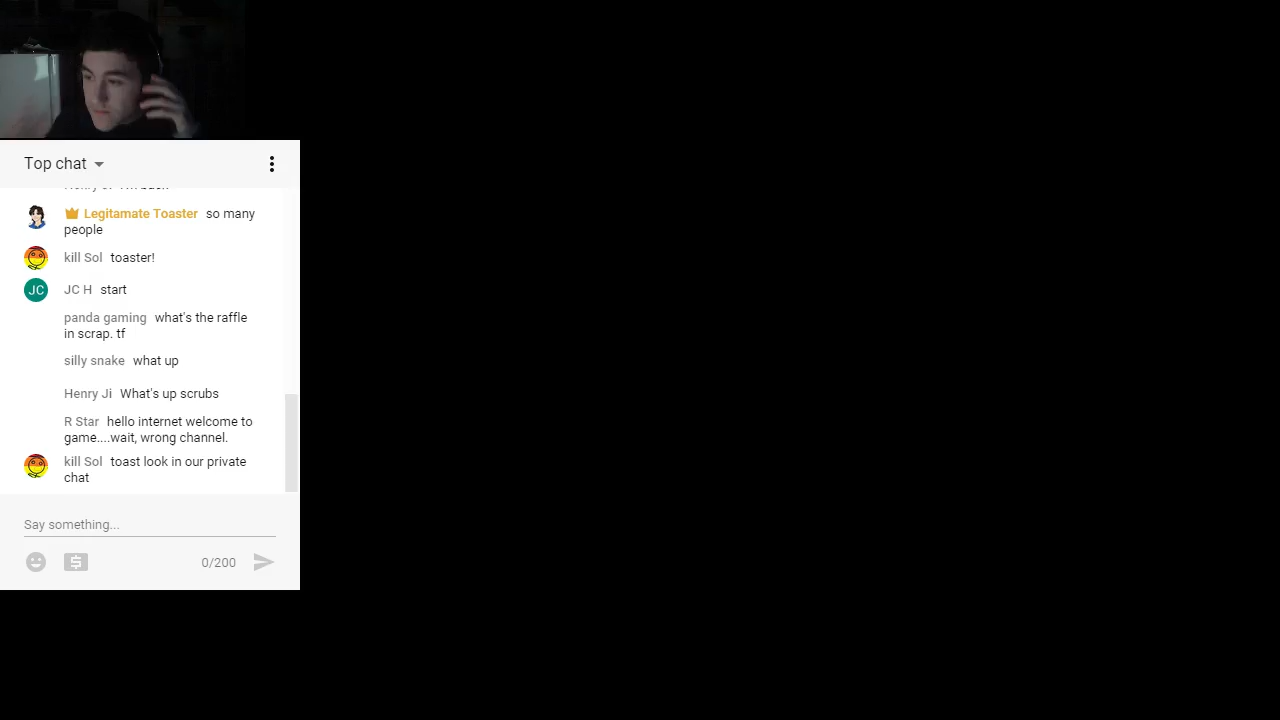 Top chat
Legitamate Toaster so many
people
kill Sol toaster!
JC JC H start
panda gaming what's the raffle
in scrap. tf
silly snake what up
Henry Ji What's up scrubs
R Star hello internet welcome to
game....wait, wrong channel.
kill Sol toast look in our private
chat
Say something...
0/200